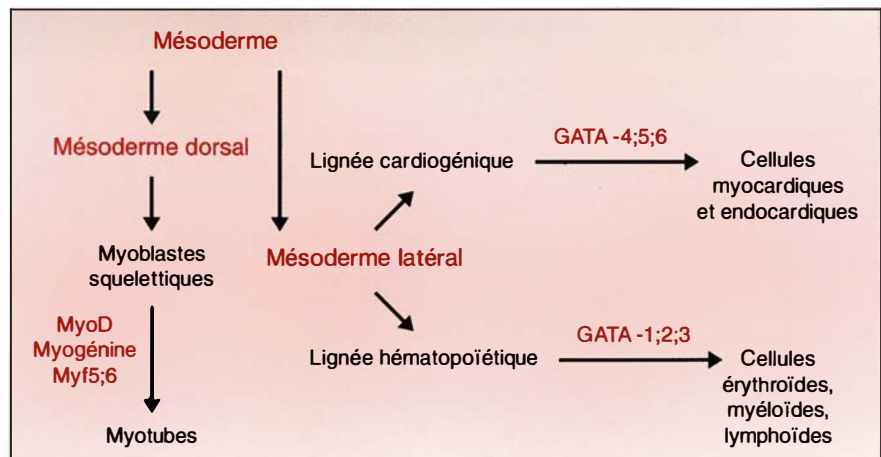 Mésoderme
Mésoderme dorsal
Myoblastes
squelettiques
MyoD
Myogénine
Myf5;6
Myotubes
Mésoderme latéral
Lignée cardiogénique
GATA -4;5;6
Cellules
myocardiques
et endocardiques
Lignée hématopoïétique
GATA -1;2;3
Cellules
érythroïdes,
myéloïdes,
lymphoïdes